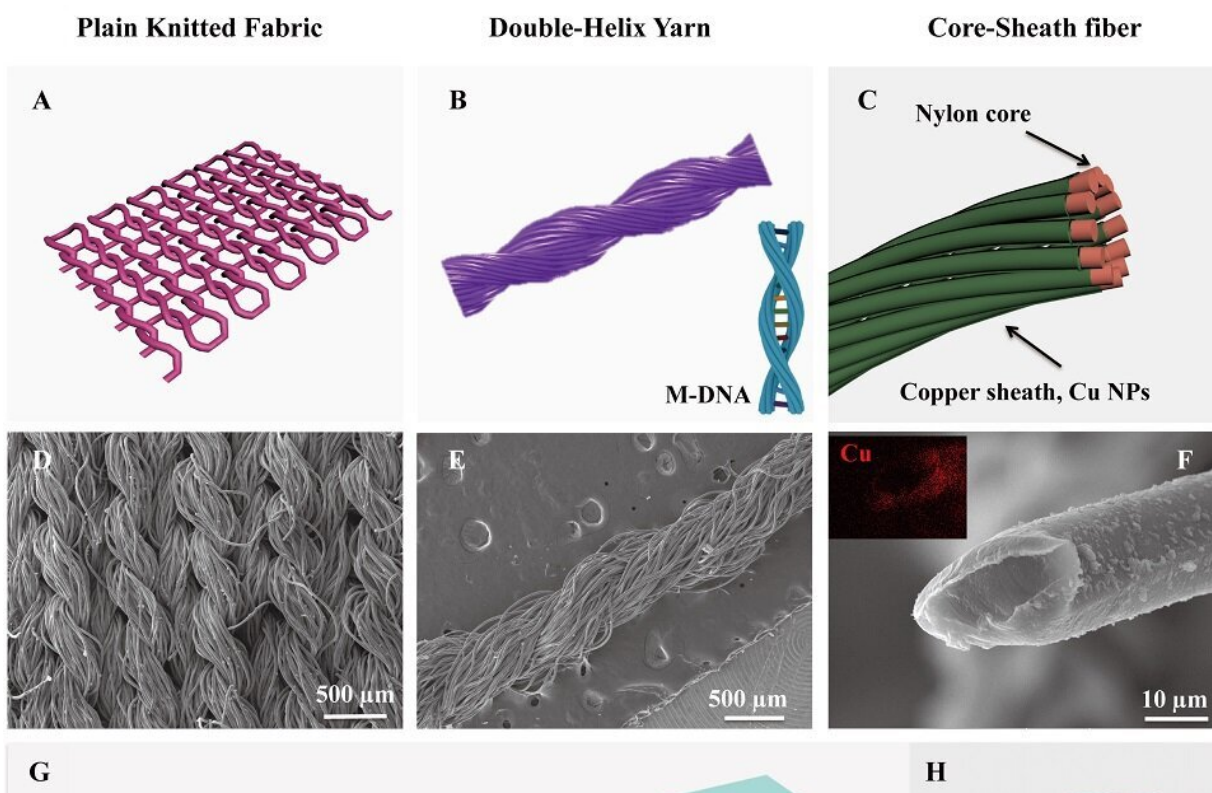 Plain Knitted Fabric
Double-Helix Yarn
Core-Sheath fiber
A
B
C
Nylon core
M-DNA
Copper sheath, Cu NPs
D
E
Cu
F
500 µm
500 µm
10 µm
G
H